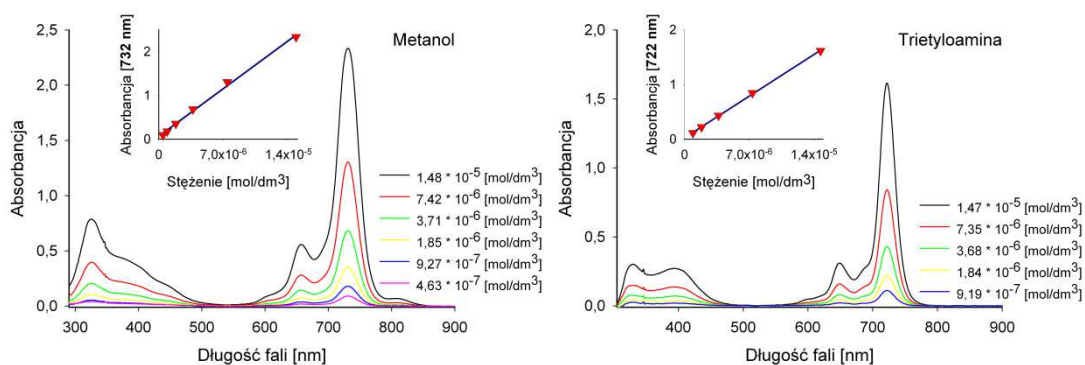 Metanol
Absorbancja
2,5
2,0
1,5
1,0
0,5
0,0
290 400 500 600 700 800 900
Długość fali [nm]
Absorbancja [732 nm]
2
1
0
0 7,0x10-6 1,4x10-5
Stężenie [mol/dm3]
1,48 * 10-5 [mol/dm3]
7,42 * 10-6 [mol/dm3]
3,71 * 10-6 [mol/dm3]
1,85 * 10-6 [mol/dm3]
9,27 * 10-7 [mol/dm3]
4,63 * 10-7 [mol/dm3]
Trietyloamina
Absorbancja
2,0
1,5
1,0
0,5
0,0
400 500 600 700 800 900
Długość fali [nm]
Absorbancja [722 nm]
2
1
0
0 7,0x10-6 1,4x10-5
Stężenie [mol/dm3]
1,47 * 10-5 [mol/dm3]
7,35 * 10-6 [mol/dm3]
3,68 * 10-6 [mol/dm3]
1,84 * 10-6 [mol/dm3]
9,19 * 10-7 [mol/dm3]